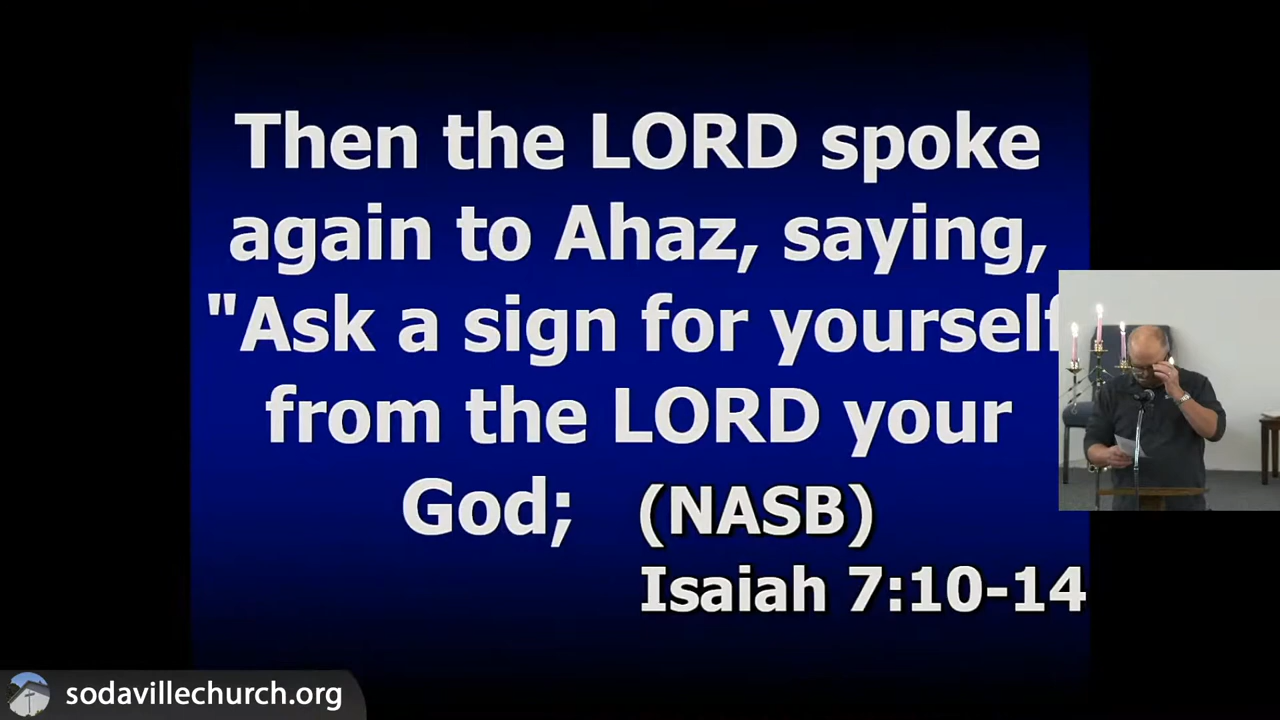 Then the LORD spoke
again to Ahaz, saying,
"Ask a sign for yourself
from the LORD your
God; (NASB)
Isaiah 7:10-14
sodavillechurch.org